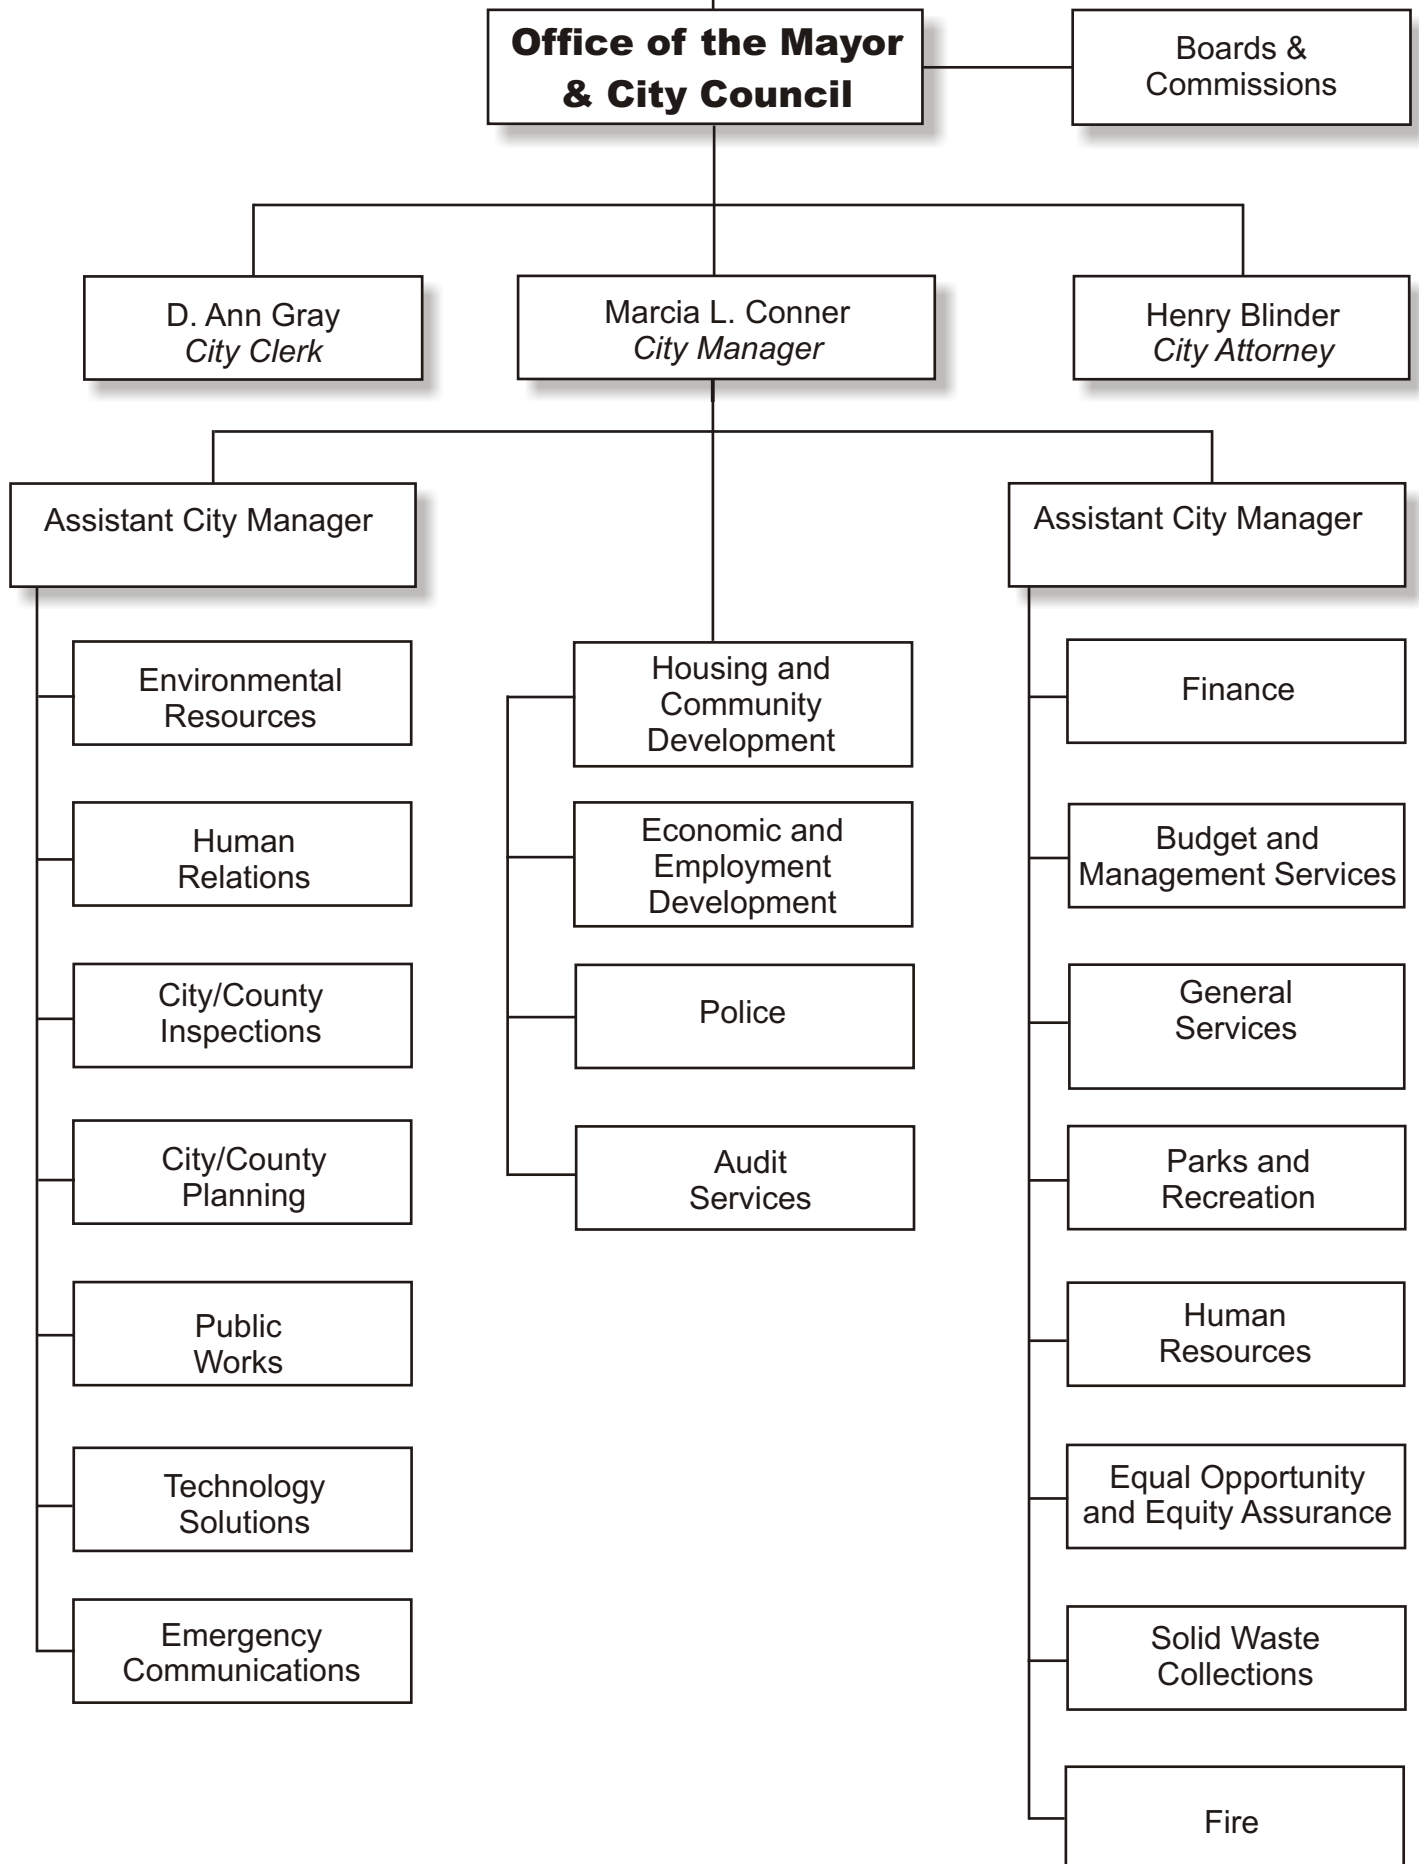 Office of the Mayor
& City Council
Boards &
Commissions
D. Ann Gray
City Clerk
Marcia L. Conner
City Manager
Henry Blinder
City Attorney
Assistant City Manager
Assistant City Manager
Environmental
Resources
Human
Relations
City/County
Inspections
City/County
Planning
Public
Works
Technology
Solutions
Emergency
Communications
Housing and
Community
Development
Economic and
Employment
Development
Police
Audit
Services
Finance
Budget and
Management Services
General
Services
Parks and
Recreation
Human
Resources
Equal Opportunity
and Equity Assurance
Solid Waste
Collections
Fire